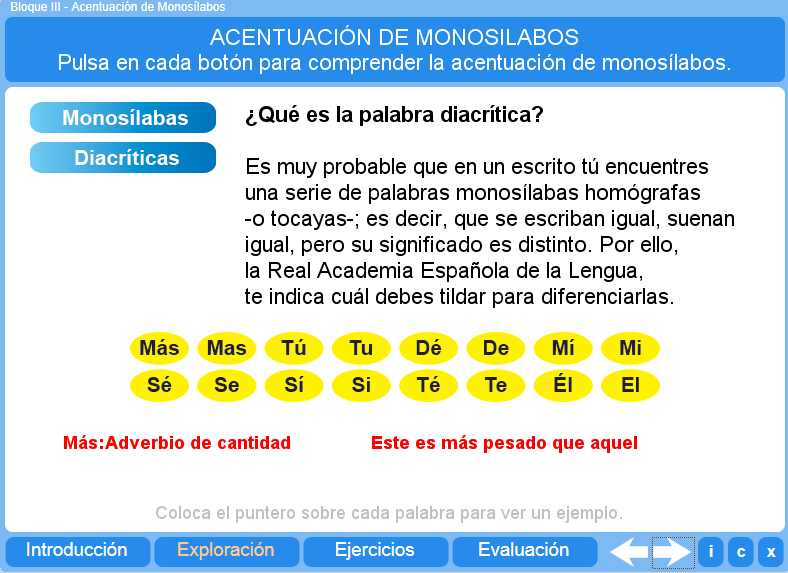 Bloque III - Acentuación de Monosílabos
ACENTUACIÓN DE MONOSILABOS
Pulsa en cada botón para comprender la acentuación de monosílabos.
Monosílabas
Diacríticas
¿Qué es la palabra diacrítica?
Es muy probable que en un escrito tú encuentres
una serie de palabras monosílabas homógrafas
-o tocayas-; es decir, que se escriban igual, suenan
igual, pero su significado es distinto. Por ello,
la Real Academia Española de la Lengua,
te indica cuál debes tildar para diferenciarlas.
Más Mas Tú Tu Dé De Mí Mi
Sé Se Sí Si Té Te Él El
Más:Adverbio de cantidad Este es más pesado que aquel
Coloca el puntero sobre cada palabra para ver un ejemplo.
Introducción Exploración Ejercicios Evaluación i c x